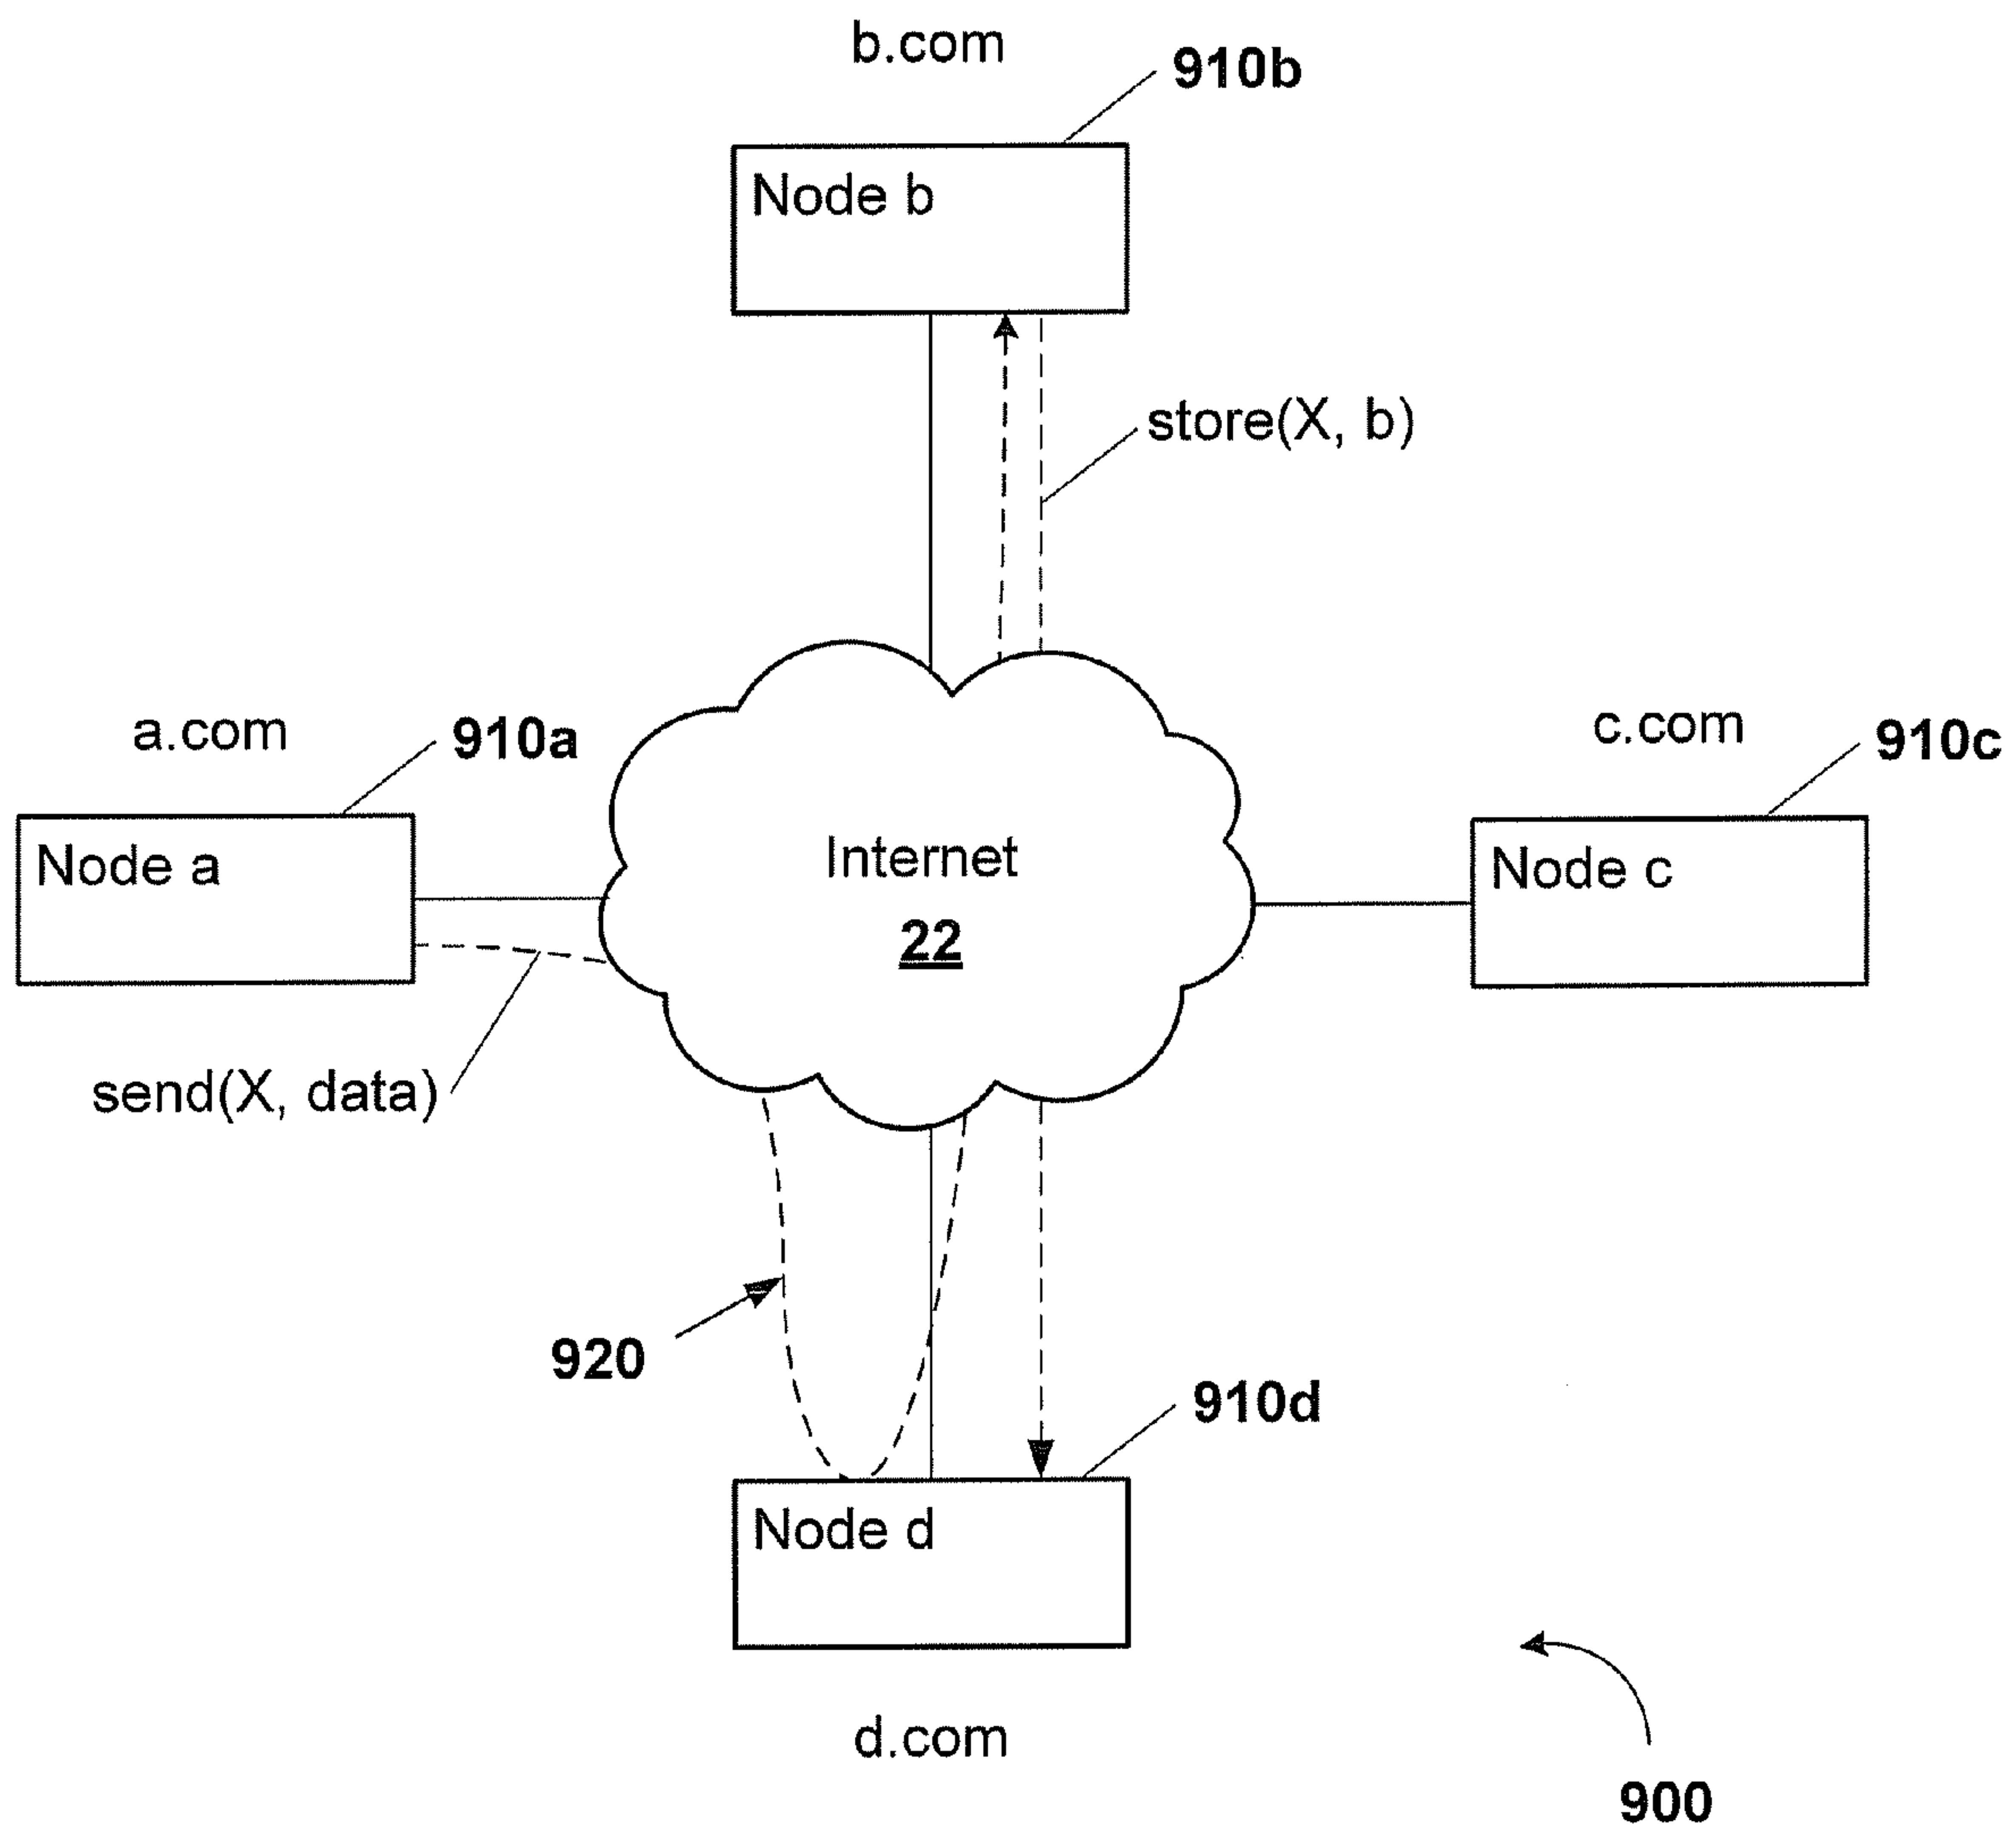 b.com
910b
Node b
store(X, b)
a.com
910a
c.com
910c
Node a
Internet
22
Node c
send(X, data)
920
910d
Node d
d.com
900